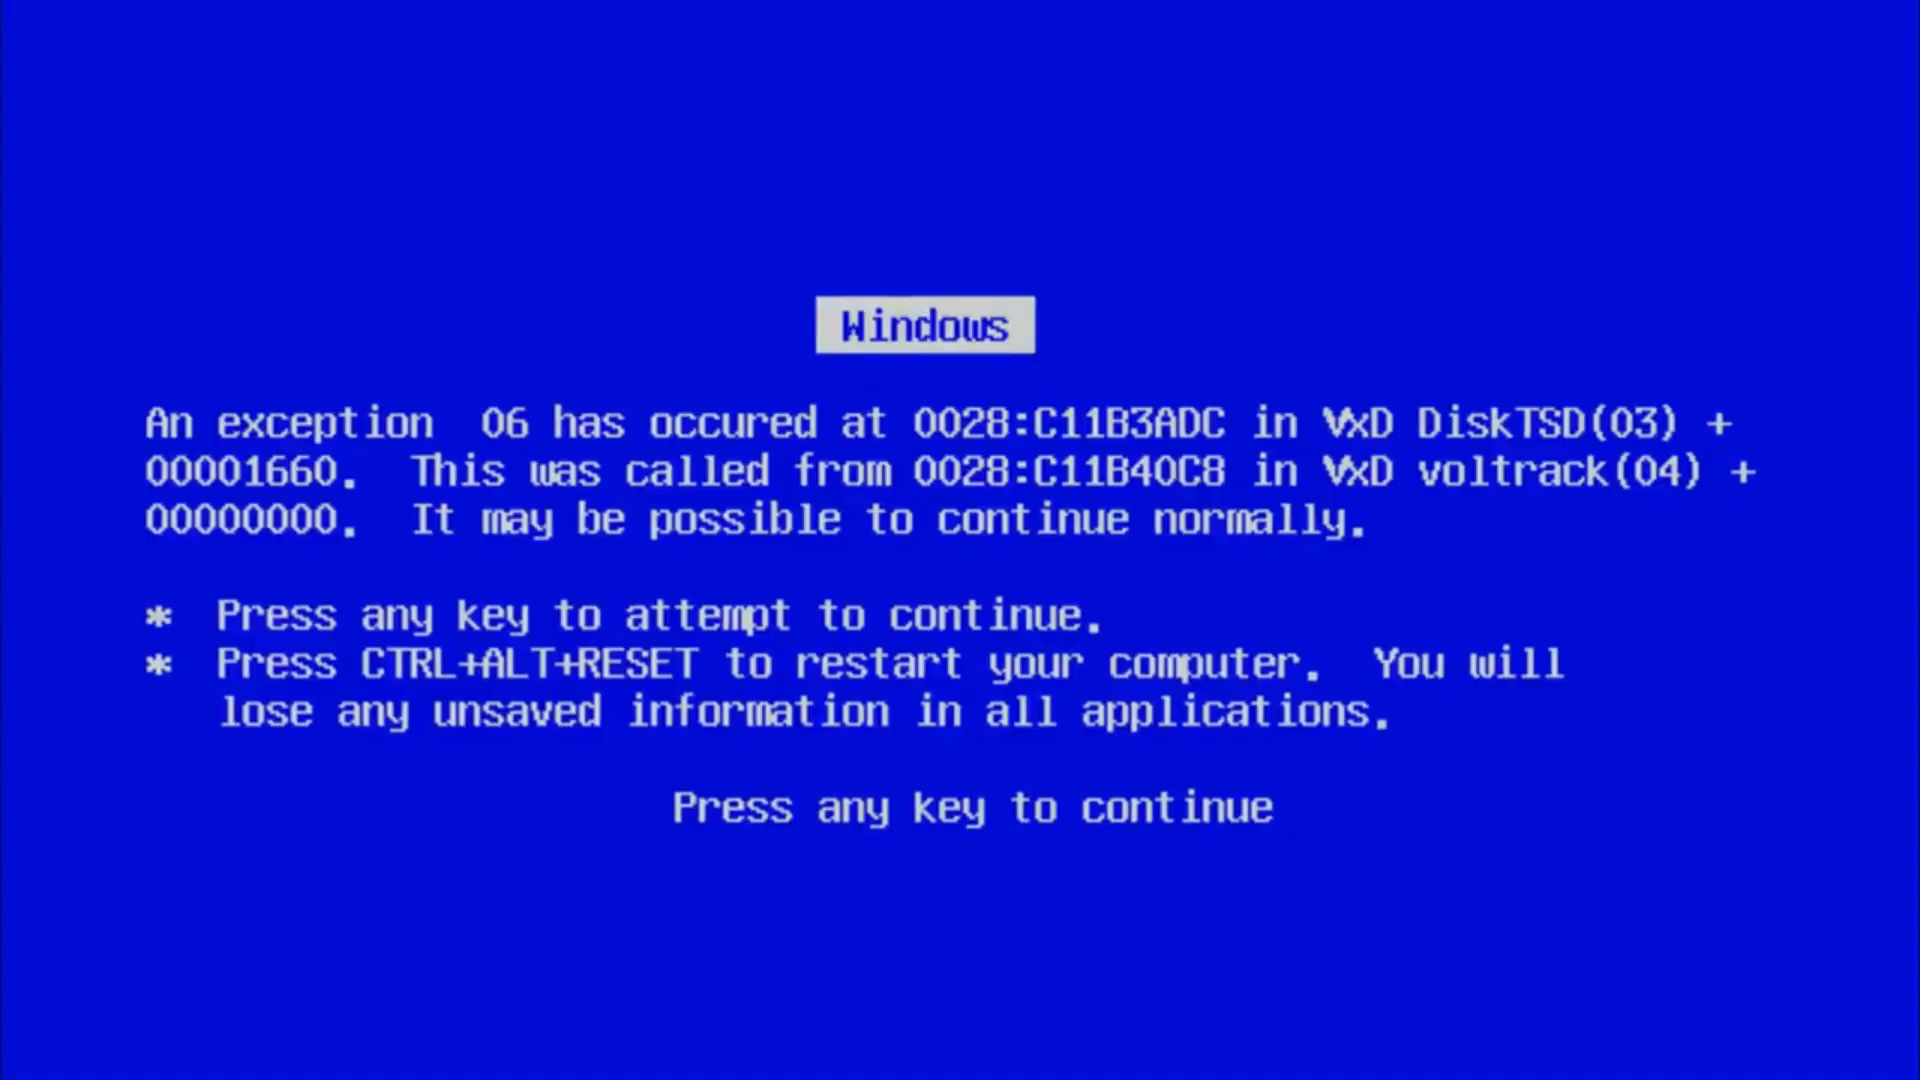 Windows
An exception  06 has occured at 0028:C11B3ADC in VxD DiskTSD(03) +
00001660.  This was called from 0028:C11B40C8 in VxD voltrack(04) +
00000000.  It may be possible to continue normally.
*  Press any key to attempt to continue.
*  Press CTRL+ALT+RESET to restart your computer.  You will
lose any unsaved information in all applications.
Press any key to continue